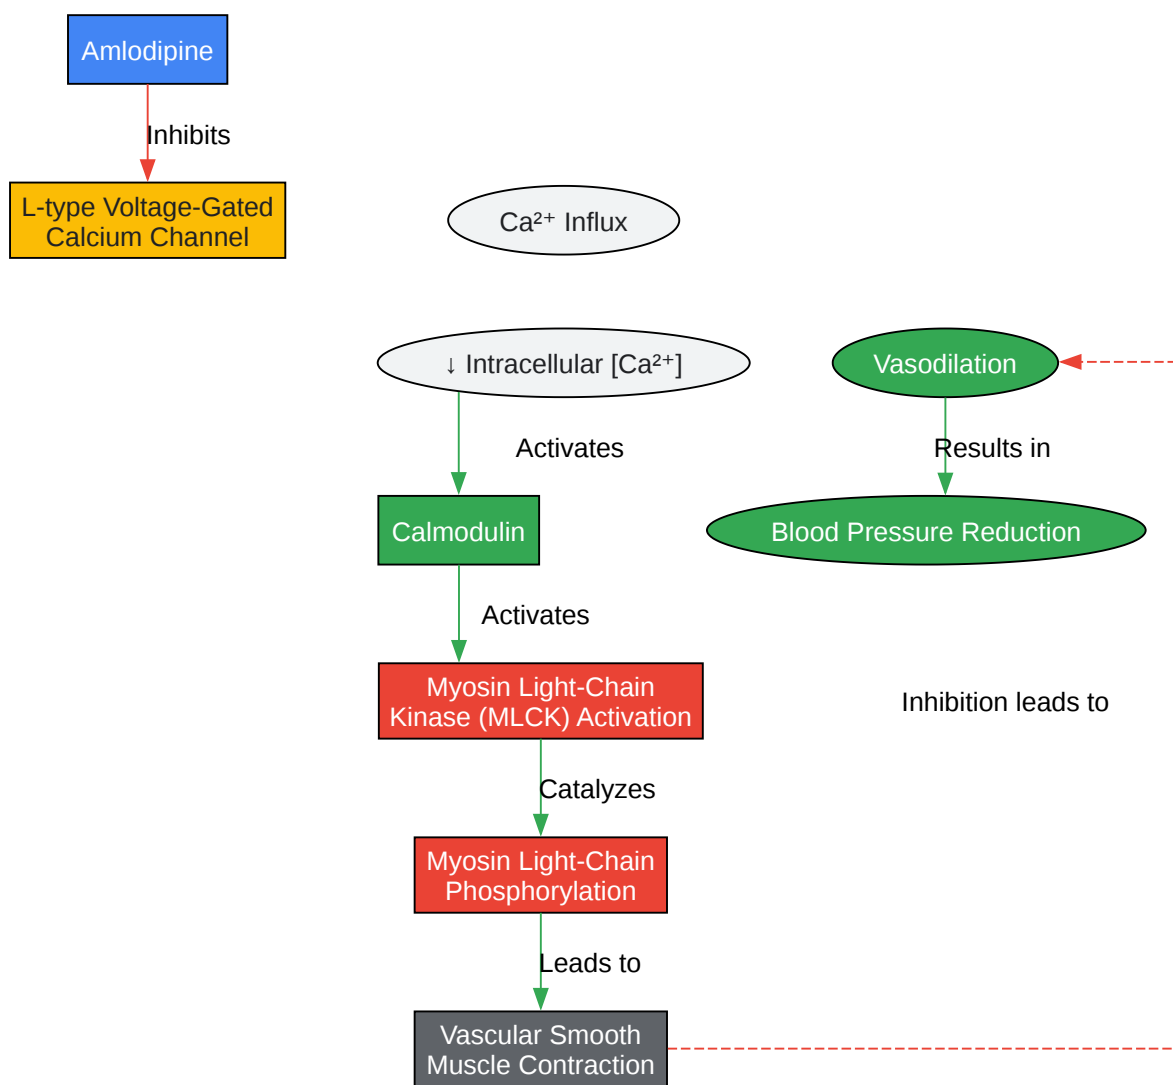 Amlodipine
Inhibits
L-type Voltage-Gated
Calcium Channel
Ca²⁺ Influx
↓ Intracellular [Ca²⁺]
Vasodilation
Activates
Results in
Calmodulin
Blood Pressure Reduction
Activates
Myosin Light-Chain
Kinase (MLCK) Activation
Inhibition leads to
Catalyzes
Myosin Light-Chain
Phosphorylation
Leads to
Vascular Smooth
Muscle Contraction